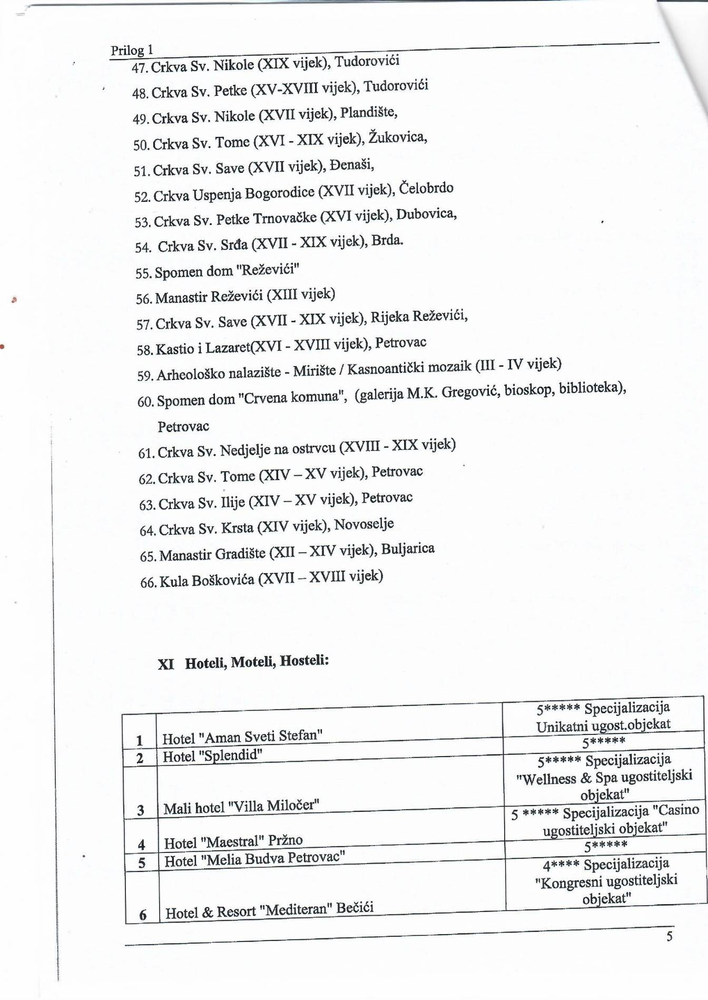 Prilog 1
47. Crkva Sv. Nikole (XIX vijek), Tudorovići
48. Crkva Sv. Petke (XV-XVIII vijek), Tudorovići
49. Crkva Sv. Nikole (XVII vijek), Plandište,
50. Crkva Sv. Tome (XVI - XIX vijek), Žukovica,
51. Crkva Sv. Save (XVII vijek), Đenaši,
52. Crkva Uspenja Bogorodice (XVII vijek), Čelobrdo
53. Crkva Sv. Petke Trnovačke (XVI vijek), Dubovica,
54. Crkva Sv. Srđa (XVII - XIX vijek), Brda.
55. Spomen dom "Reževići"
56. Manastir Reževići (XIII vijek)
57. Crkva Sv. Save (XVII - XIX vijek), Rijeka Reževići,
58. Kastio i Lazaret(XVI - XVIII vijek), Petrovac
59. Arheološko nalazište - Mirište / Kasnoantički mozaik (III - IV vijek)
60. Spomen dom "Crvena komuna", (galerija M.K. Gregović, bioskop, biblioteka),
Petrovac
61. Crkva Sv. Nedjelje na ostrvcu (XVIII - XIX vijek)
62. Crkva Sv. Tome (XIV – XV vijek), Petrovac
63. Crkva Sv. Ilije (XIV – XV vijek), Petrovac
64. Crkva Sv. Krsta (XIV vijek), Novoselje
65. Manastir Gradište (XII – XIV vijek), Buljarica
66. Kula Boškovića (XVII – XVIII vijek)
XI Hoteli, Moteli, Hosteli:
5***** Specijalizacija
Unikatni ugost.objekat
1 Hotel "Aman Sveti Stefan"
2 Hotel "Splendid" 5*****
5***** Specijalizacija
"Wellness & Spa ugostiteljski
objekat"
3 Mali hotel "Villa Miločer"
5 ***** Specijalizacija "Casino
ugostiteljski objekat"
4 Hotel "Maestral" Pržno
5 Hotel "Melia Budva Petrovac" 5*****
4**** Specijalizacija
"Kongresni ugostiteljski
objekat"
6 Hotel & Resort "Mediteran" Bečići
5